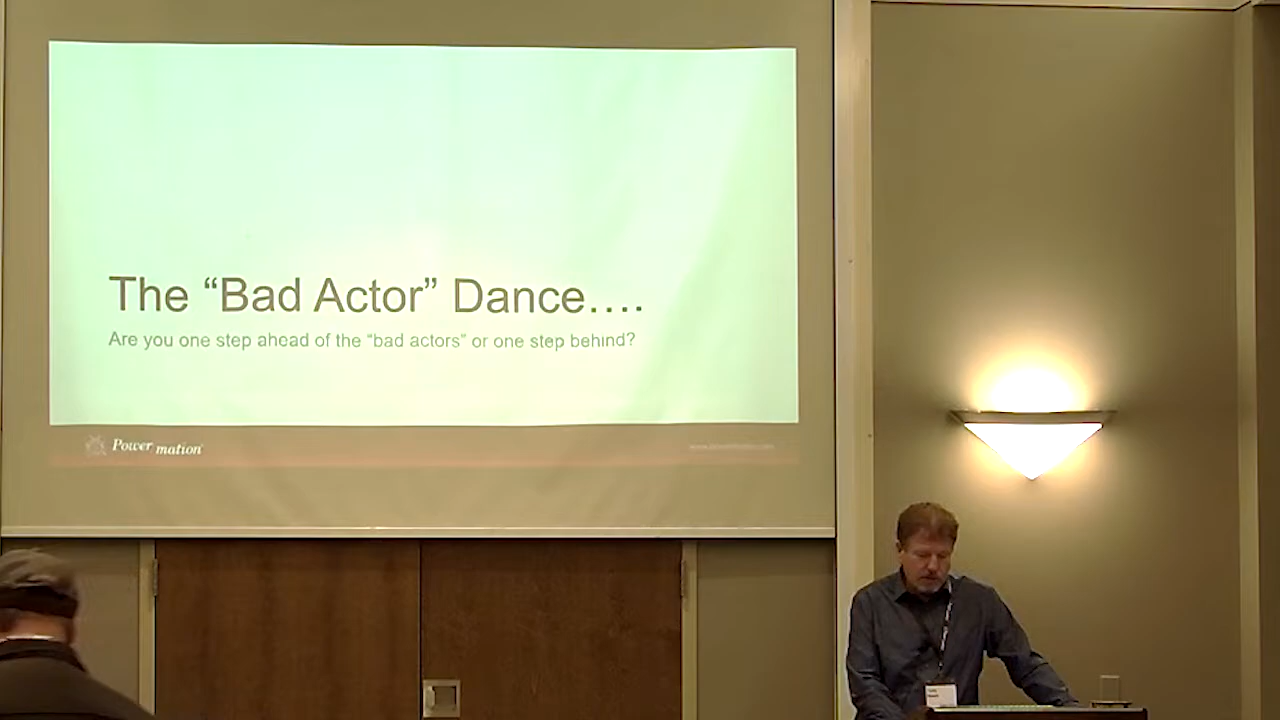 The “Bad Actor” Dance….
Are you one step ahead of the “bad actors” or one step behind?
Power mation